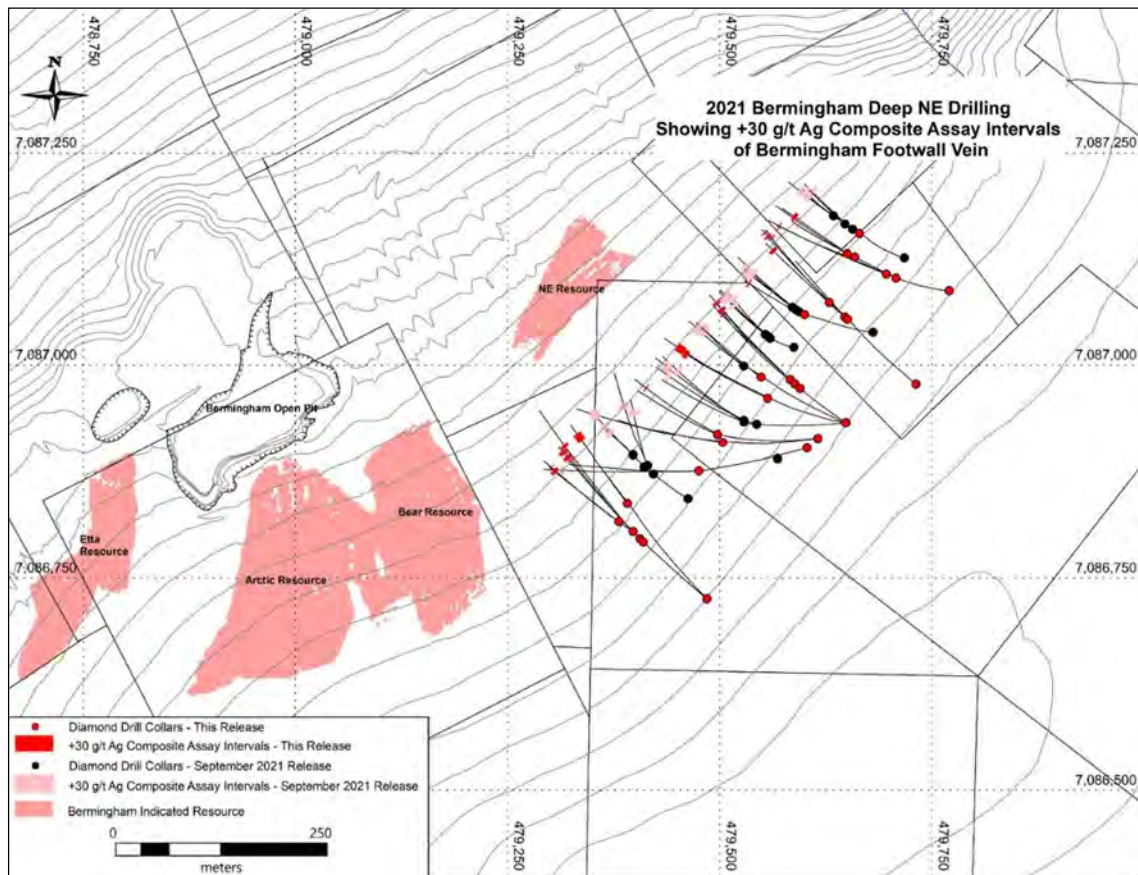 478,750
479,000
479,250
479,500
479,750
N
2021 Bermingham Deep NE Drilling
Showing +30 g/t Ag Composite Assay Intervals
of Bermingham Footwall Vein
7,087,250
7,087,250
NE Resource
7,087,000
7,087,000
Bermingham Open Pit
Bear Resource
Etta
Resource
Arctic Resource
7,086,750
7,086,750
Diamond Drill Collars - This Release
+30 g/t Ag Composite Assay Intervals - This Release
Diamond Drill Collars - September 2021 Release
+30 g/t Ag Composite Assay Intervals - September 2021 Release
Bermingham Indicated Resource
0
250
meters
7,086,500
479,250
479,500
479,750